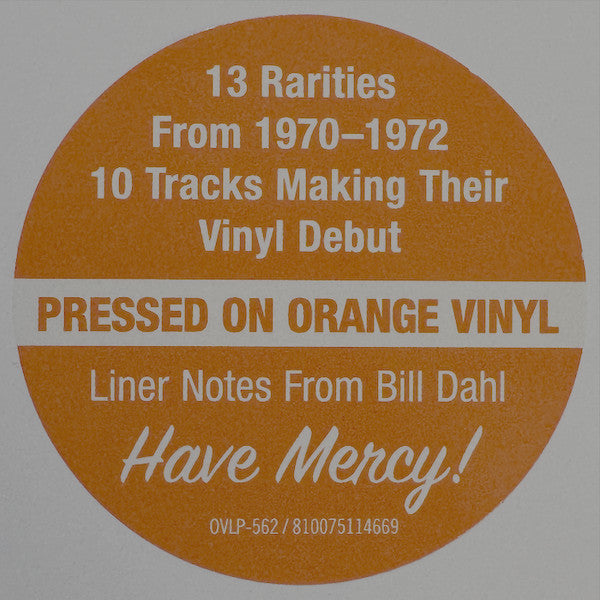 13 Rarities
From 1970–1972
10 Tracks Making Their
Vinyl Debut
PRESSED ON ORANGE VINYL
Liner Notes From Bill Dahl
Have Mercy!
OVLP-562 / 810075114669